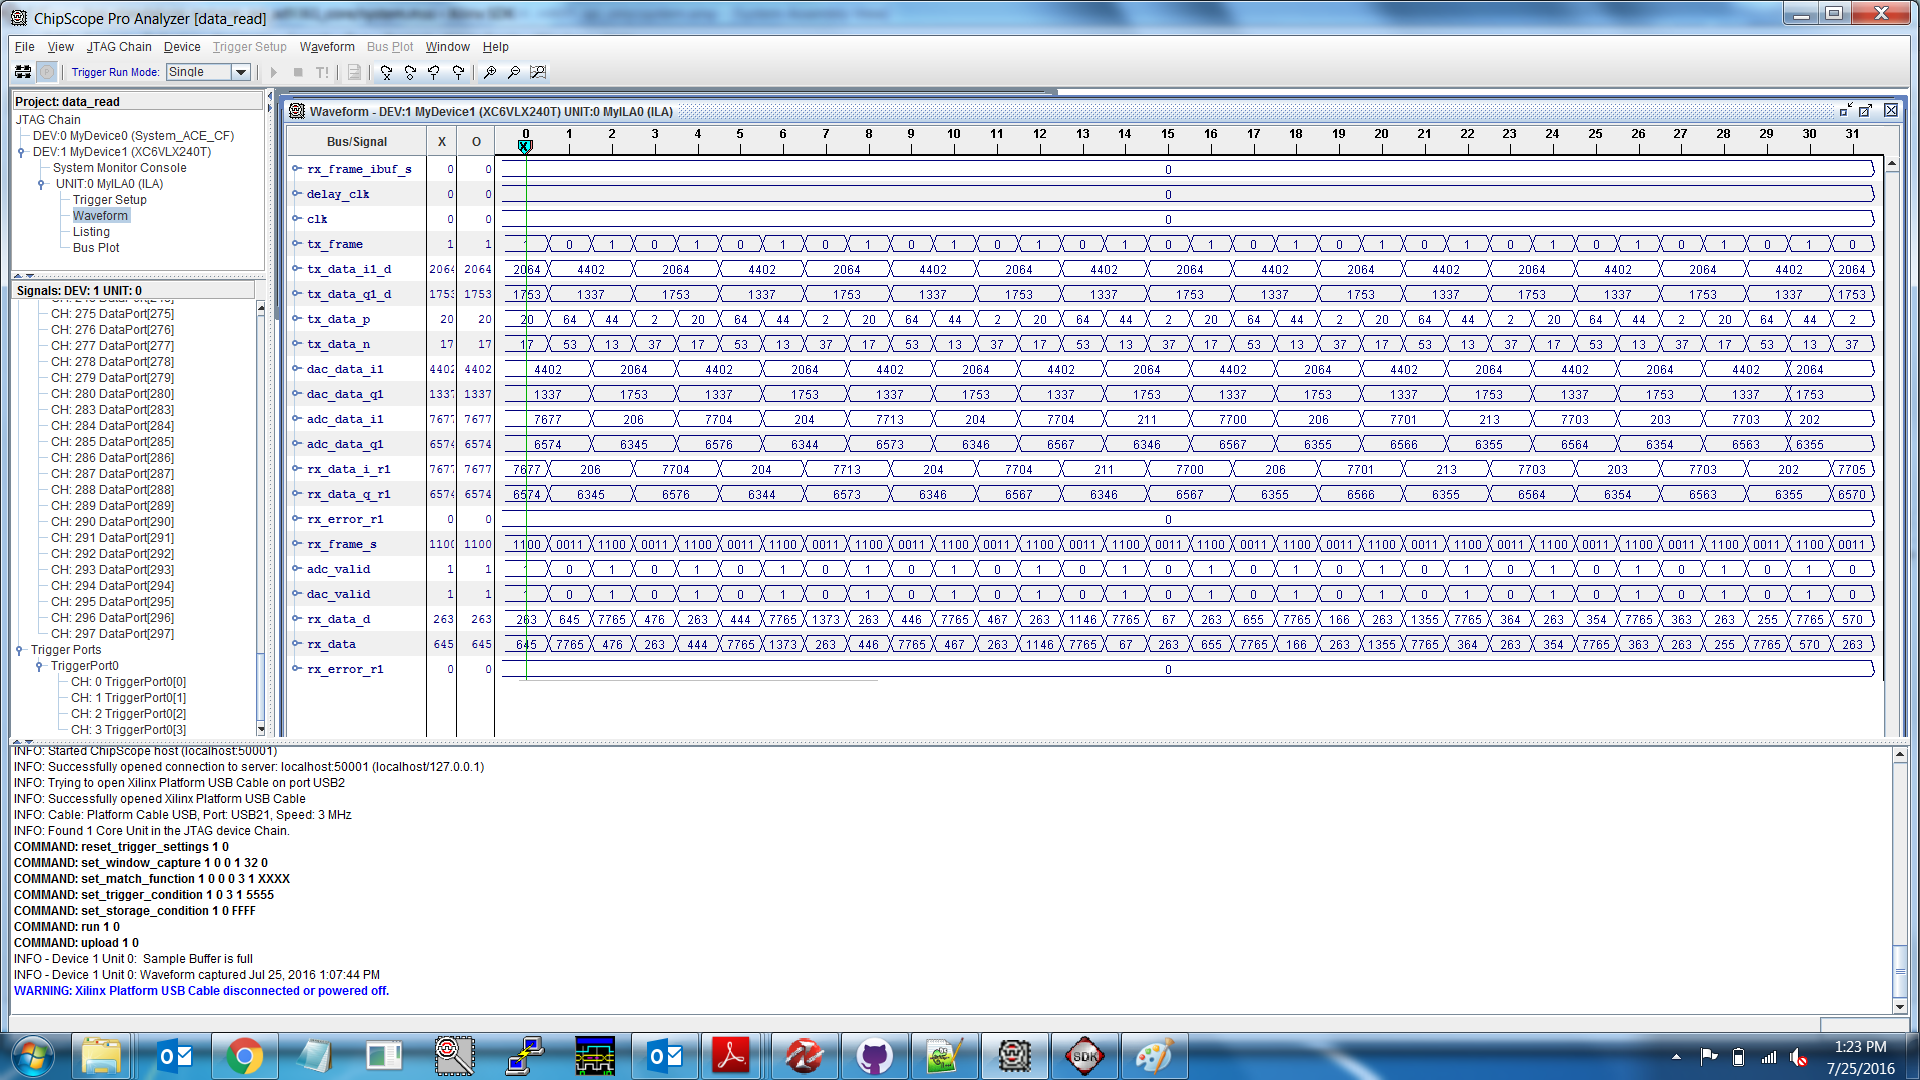 ChipScope Pro Analyzer [data_read]
File View JTAG Chain Device Trigger Setup Waveform Bus Plot Window Help
Trigger Run Mode: Single T!
Project: data_read
JTAG Chain
DEV:0 MyDevice0 (System_ACE_CF)
DEV:1 MyDevice1 (XC6VLX240T)
System Monitor Console
UNIT:0 MyILA0 (ILA)
Trigger Setup
Waveform
Listing
Bus Plot
Signals: DEV: 1 UNIT: 0
CH: 275 DataPort[275]
CH: 276 DataPort[276]
CH: 277 DataPort[277]
CH: 278 DataPort[278]
CH: 279 DataPort[279]
CH: 280 DataPort[280]
CH: 283 DataPort[283]
CH: 284 DataPort[284]
CH: 285 DataPort[285]
CH: 286 DataPort[286]
CH: 287 DataPort[287]
CH: 288 DataPort[288]
CH: 289 DataPort[289]
CH: 290 DataPort[290]
CH: 291 DataPort[291]
CH: 292 DataPort[292]
CH: 293 DataPort[293]
CH: 294 DataPort[294]
CH: 295 DataPort[295]
CH: 296 DataPort[296]
CH: 297 DataPort[297]
Trigger Ports
TriggerPort0
CH: 0 TriggerPort0[0]
CH: 1 TriggerPort0[1]
CH: 2 TriggerPort0[2]
CH: 3 TriggerPort0[3]
Waveform - DEV:1 MyDevice1 (XC6VLX240T) UNIT:0 MyILA0 (ILA)
Bus/Signal X O 0 1 2 3 4 5 6 7 8 9 10 11 12 13 14 15 16 17 18 19 20 21 22 23 24 25 26 27 28 29 30 31
rx_frame_ibuf_s 0 0 0
delay_clk 0 0 0
clk 0 0 0
tx_frame 1 1 1 0 1 0 1 0 1 0 1 0 1 0 1 0 1 0 1 0 1 0 1 0 1 0 1 0 1 0 1 0 1 0
tx_data_i1_d 2064 2064 2064 4402 2064 4402 2064 4402 2064 4402 2064 4402 2064 4402 2064 4402 2064 4402 2064
tx_data_q1_d 1753 1753 1753 1337 1753 1337 1753 1337 1753 1337 1753 1337 1753 1337 1753 1337 1753 1337 1753
tx_data_p 20 20 20 64 44 2 20 64 44 2 20 64 44 2 20 64 44 2 20 64 44 2 20 64 44 2 20 64 44 2 20 64 44 2
tx_data_n 17 17 17 53 13 37 17 53 13 37 17 53 13 37 17 53 13 37 17 53 13 37 17 53 13 37 17 53 13 37 17 53 13 37
dac_data_i1 4402 4402 4402 2064 4402 2064 4402 2064 4402 2064 4402 2064 4402 2064 4402 2064 4402 2064
dac_data_q1 1337 1337 1337 1753 1337 1753 1337 1753 1337 1753 1337 1753 1337 1753 1337 1753 1337 1753
adc_data_i1 7677 7677 7677 206 7704 204 7713 204 7704 211 7700 206 7701 213 7703 203 7703 202
adc_data_q1 6574 6574 6574 6345 6576 6344 6573 6346 6567 6346 6567 6355 6566 6355 6564 6354 6563 6355
rx_data_i_r1 7677 7677 7677 206 7704 204 7713 204 7704 211 7700 206 7701 213 7703 203 7703 202 7705
rx_data_q_r1 6574 6574 6574 6345 6576 6344 6573 6346 6567 6346 6567 6355 6566 6355 6564 6354 6563 6355 6570
rx_error_r1 0 0 0
rx_frame_s 1100 1100 1100 0011 1100 0011 1100 0011 1100 0011 1100 0011 1100 0011 1100 0011 1100 0011 1100 0011 1100 0011 1100 0011 1100 0011 1100 0011 1100 0011 1100 0011 1100 0011
adc_valid 1 1 1 0 1 0 1 0 1 0 1 0 1 0 1 0 1 0 1 0 1 0 1 0 1 0 1 0 1 0 1 0 1 0
dac_valid 1 1 1 0 1 0 1 0 1 0 1 0 1 0 1 0 1 0 1 0 1 0 1 0 1 0 1 0 1 0 1 0 1 0
rx_data_d 263 263 263 645 7765 476 263 444 7765 1373 263 446 7765 467 263 1146 7765 67 263 655 7765 166 263 1355 7765 364 263 354 7765 363 263 255 7765 570
rx_data 645 645 645 7765 476 263 444 7765 1373 263 446 7765 467 263 1146 7765 67 263 655 7765 166 263 1355 7765 364 263 354 7765 363 263 255 7765 570 263
rx_error_r1 0 0 0
INFO: Started ChipScope host (localhost:50001)
INFO: Successfully opened connection to server: localhost:50001 (localhost/127.0.0.1)
INFO: Trying to open Xilinx Platform USB Cable on port USB2
INFO: Successfully opened Xilinx Platform USB Cable
INFO: Cable: Platform Cable USB, Port: USB21, Speed: 3 MHz
INFO: Found 1 Core Unit in the JTAG device Chain.
COMMAND: reset_trigger_settings 1 0
COMMAND: set_window_capture 1 0 0 1 32 0
COMMAND: set_match_function 1 0 0 0 3 1 XXXX
COMMAND: set_trigger_condition 1 0 3 1 5555
COMMAND: set_storage_condition 1 0 FFFF
COMMAND: run 1 0
COMMAND: upload 1 0
INFO - Device 1 Unit 0: Sample Buffer is full
INFO - Device 1 Unit 0: Waveform captured Jul 25, 2016 1:07:44 PM
WARNING: Xilinx Platform USB Cable disconnected or powered off.
SDK
1:23 PM
7/25/2016